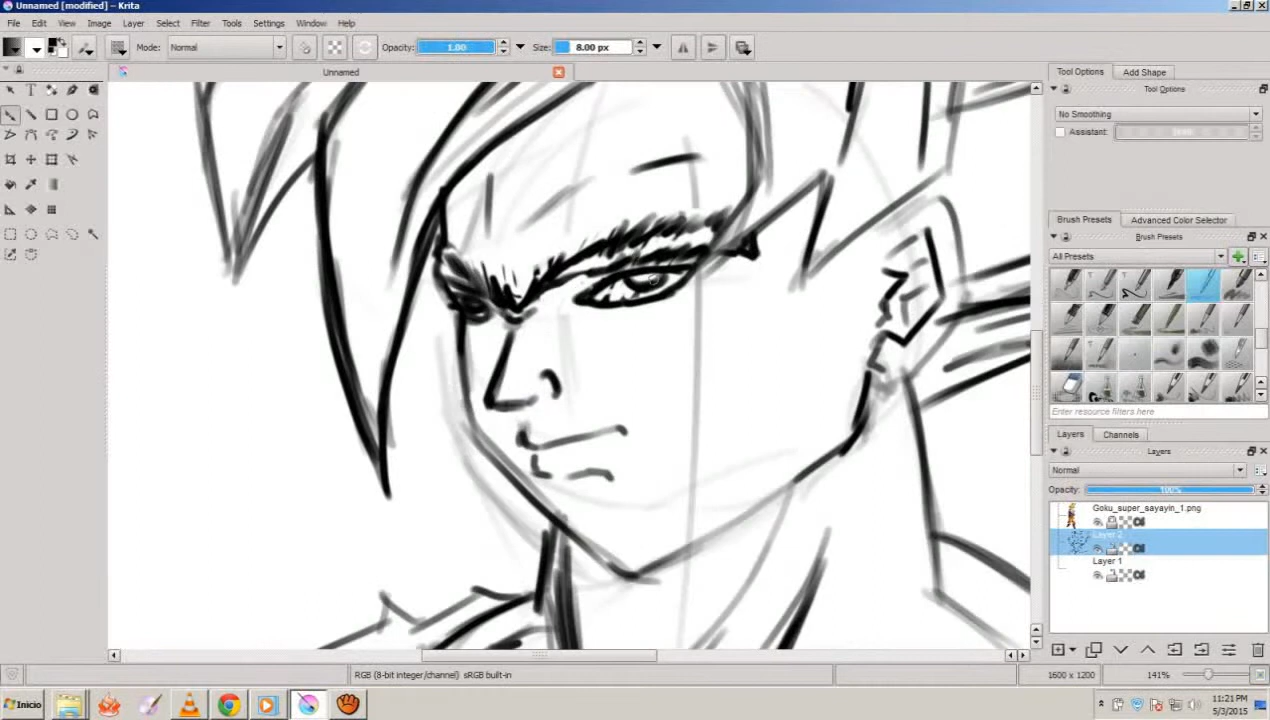 Unnamed [modified] – Krita
File Edit View Image Layer Select Filter Tools Settings Window Help
Mode: Normal Opacity: 1.00 Size: 8.00 px
Unnamed
Tool Options Add Shape
Tool Options
No Smoothing
Assistant:
Brush Presets Advanced Color Selector
Brush Presets
All Presets
Enter resource filters here
Layers Channels
Layers
Normal
Opacity: 100%
Goku_super_sayayin_1.png
Layer 2
Layer 1
RGB (8-bit integer/channel) sRGB built-in 1600 x 1200 141%
Inicio
11:21 PM
5/3/2015